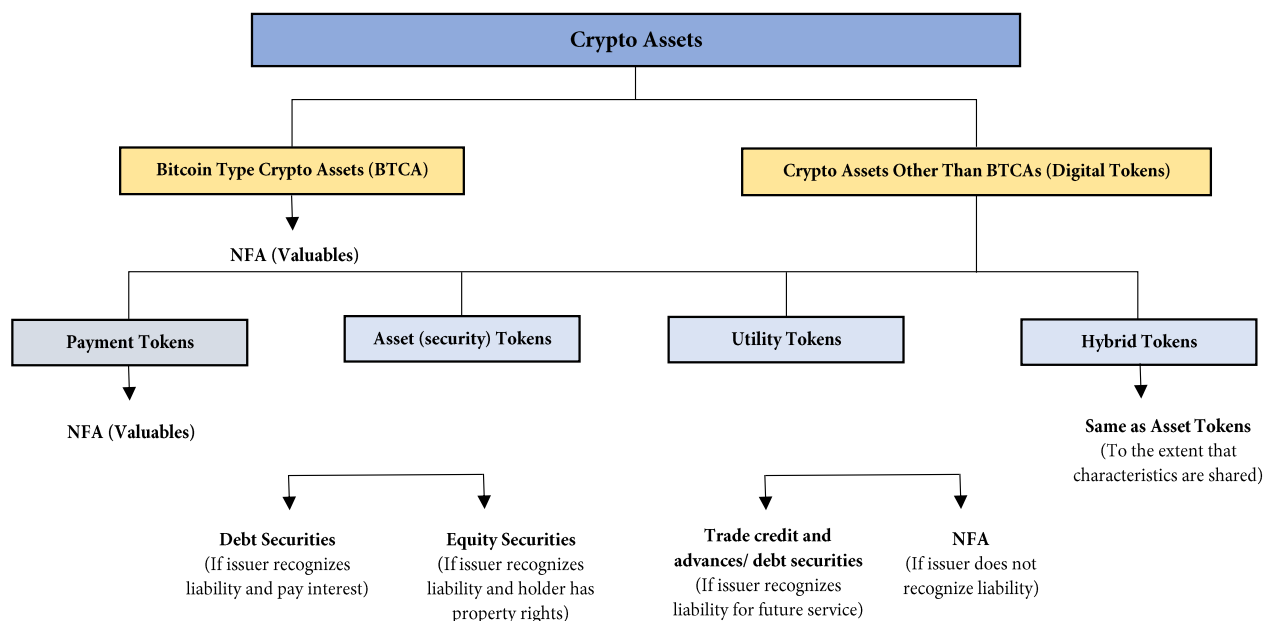 Crypto Assets
Bitcoin Type Crypto Assets (BTCA)
Crypto Assets Other Than BTCAs (Digital Tokens)
NFA (Valuables)
Payment Tokens
Asset (security) Tokens
Utility Tokens
Hybrid Tokens
NFA (Valuables)
Same as Asset Tokens
(To the extent that
characteristics are shared)
Debt Securities
(If issuer recognizes
liability and pay interest)
Equity Securities
(If issuer recognizes
liability and holder has
property rights)
Trade credit and
advances/ debt securities
(If issuer recognizes
liability for future service)
NFA
(If issuer does not
recognize liability)